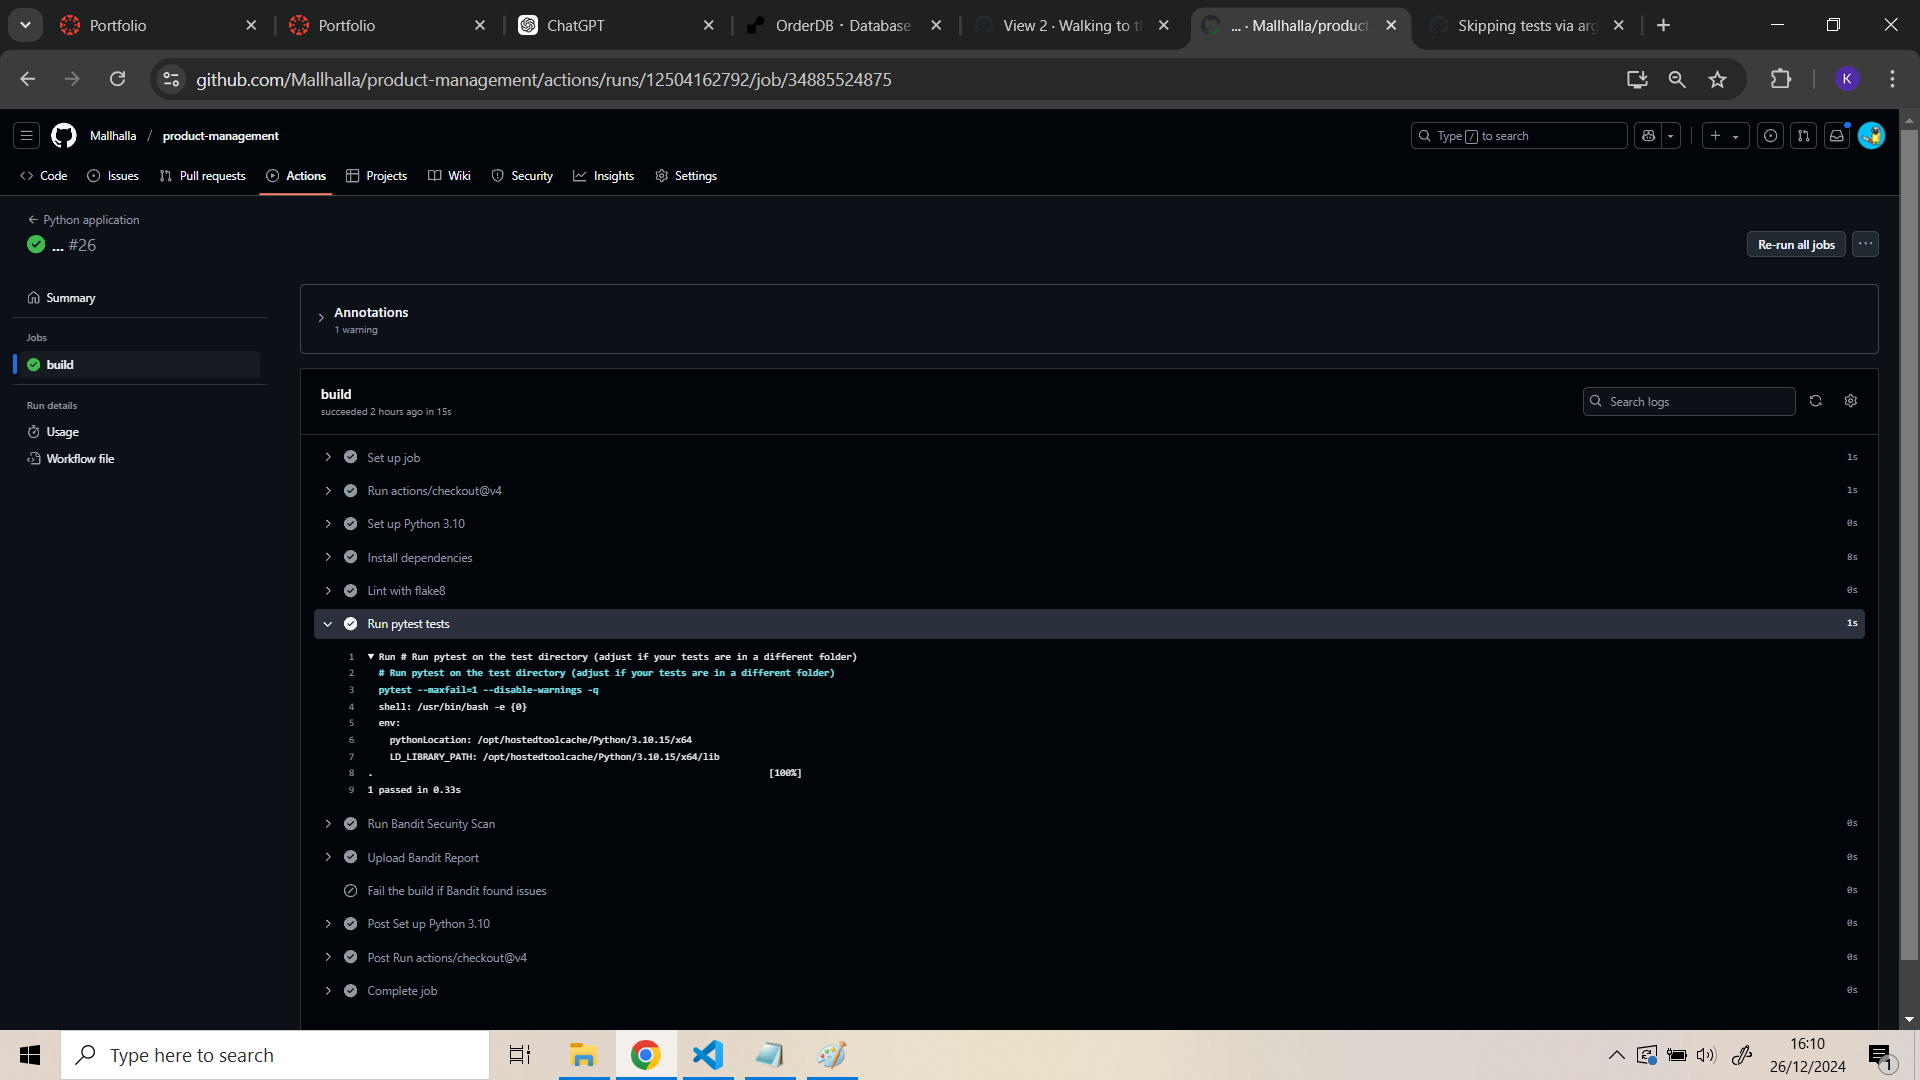 Portfolio
Portfolio
ChatGPT
OrderDB · Database
View 2 · Walking to th
... · Mallhalla/product
Skipping tests via arg
github.com/Mallhalla/product-management/actions/runs/12504162792/job/34885524875
K
Mallhalla / product-management
Type / to search
Code
Issues
Pull requests
Actions
Projects
Wiki
Security
Insights
Settings
← Python application
... #26
Re-run all jobs
Summary
Jobs
build
Run details
Usage
Workflow file
Annotations
1 warning
build
succeeded 2 hours ago in 15s
Search logs
Set up job 1s
Run actions/checkout@v4 1s
Set up Python 3.10 0s
Install dependencies 8s
Lint with flake8 0s
Run pytest tests 1s
1 ▼ Run # Run pytest on the test directory (adjust if your tests are in a different folder)
2 # Run pytest on the test directory (adjust if your tests are in a different folder)
3 pytest --maxfail=1 --disable-warnings -q
4 shell: /usr/bin/bash -e {0}
5 env:
6 pythonLocation: /opt/hostedtoolcache/Python/3.10.15/x64
7 LD_LIBRARY_PATH: /opt/hostedtoolcache/Python/3.10.15/x64/lib
8 . [100%]
9 1 passed in 0.33s
Run Bandit Security Scan 0s
Upload Bandit Report 0s
Fail the build if Bandit found issues 0s
Post Set up Python 3.10 0s
Post Run actions/checkout@v4 0s
Complete job 0s
Type here to search
16:10
26/12/2024
1